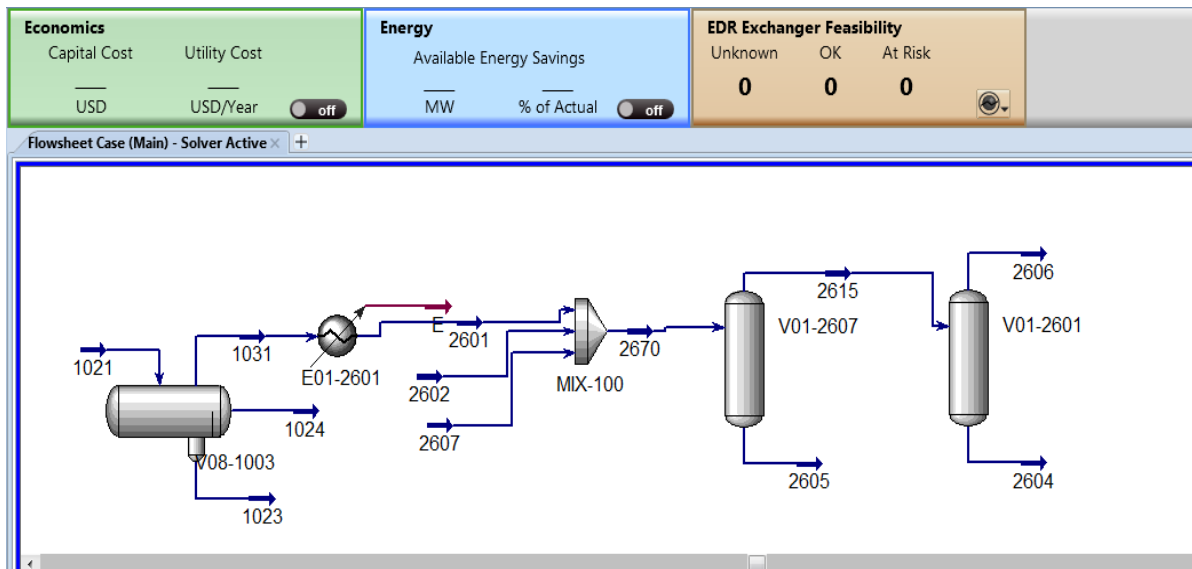 Economics
Capital Cost Utility Cost
USD USD/Year off
Energy
Available Energy Savings
MW % of Actual off
EDR Exchanger Feasibility
Unknown OK At Risk
0 0 0
Flowsheet Case (Main) - Solver Active × +
1021
V08-1003
1031
1024
1023
E01-2601
E
2601
2602
2607
MIX-100
2670
V01-2607
2615
2605
V01-2601
2606
2604